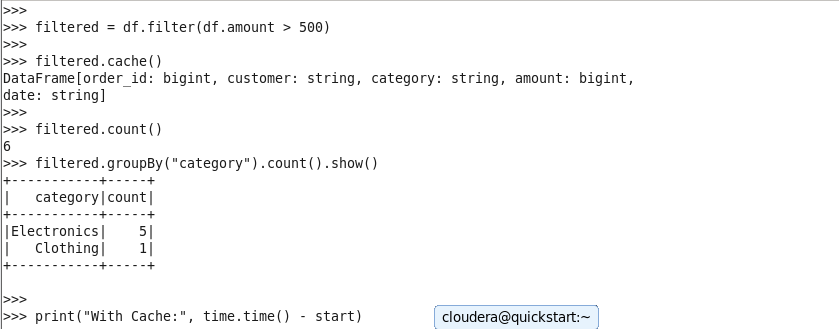 >>>
>>> filtered = df.filter(df.amount > 500)
>>>
>>> filtered.cache()
DataFrame[order_id: bigint, customer: string, category: string, amount: bigint,
date: string]
>>>
>>> filtered.count()
6
>>> filtered.groupBy("category").count().show()
+-----------+-----+
|   category|count|
+-----------+-----+
|Electronics|    5|
|   Clothing|    1|
+-----------+-----+

>>>
>>> print("With Cache:", time.time() - start)
cloudera@quickstart:~